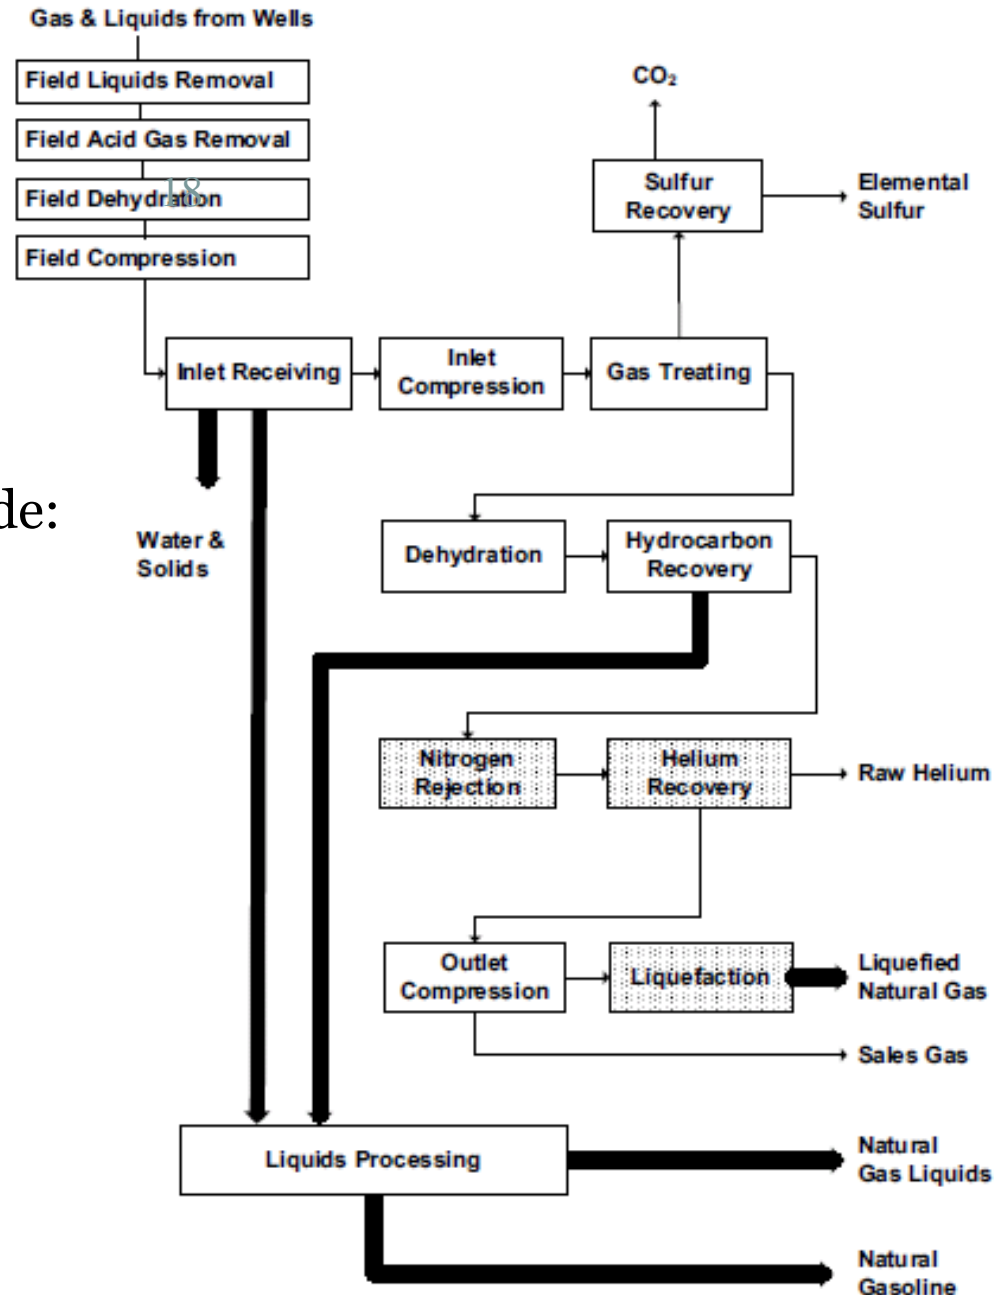 Gas & Liquids from Wells
Field Liquids Removal
Field Acid Gas Removal
Field Dehydration
18
Field Compression
CO₂
Sulfur
Recovery
Elemental
Sulfur
Inlet Receiving
Inlet
Compression
Gas Treating
de:
Water &
Solids
Dehydration
Hydrocarbon
Recovery
Nitrogen
Rejection
Helium
Recovery
Raw Helium
Outlet
Compression
Liquefaction
Liquefied
Natural Gas
Sales Gas
Liquids Processing
Natural
Gas Liquids
Natural
Gasoline